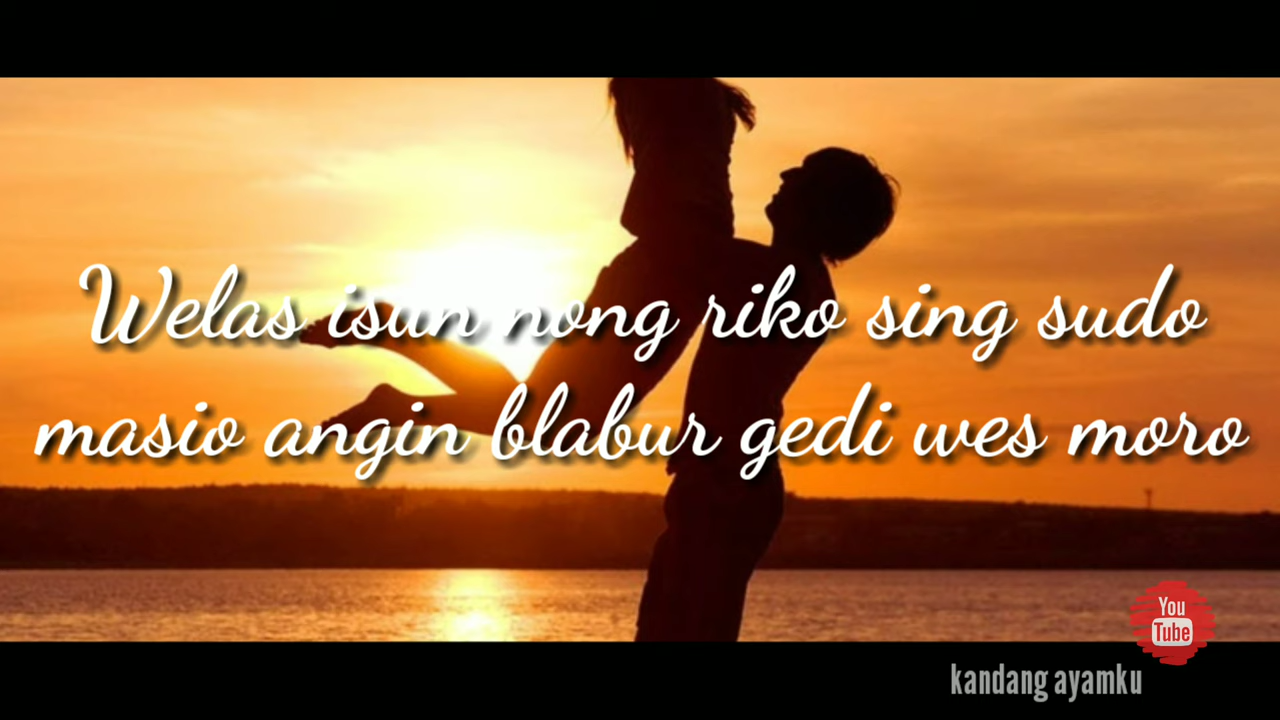 Welas isun nong riko sing sudo
masio angin blabur gedi wes moro
You
Tube
kandang ayamku